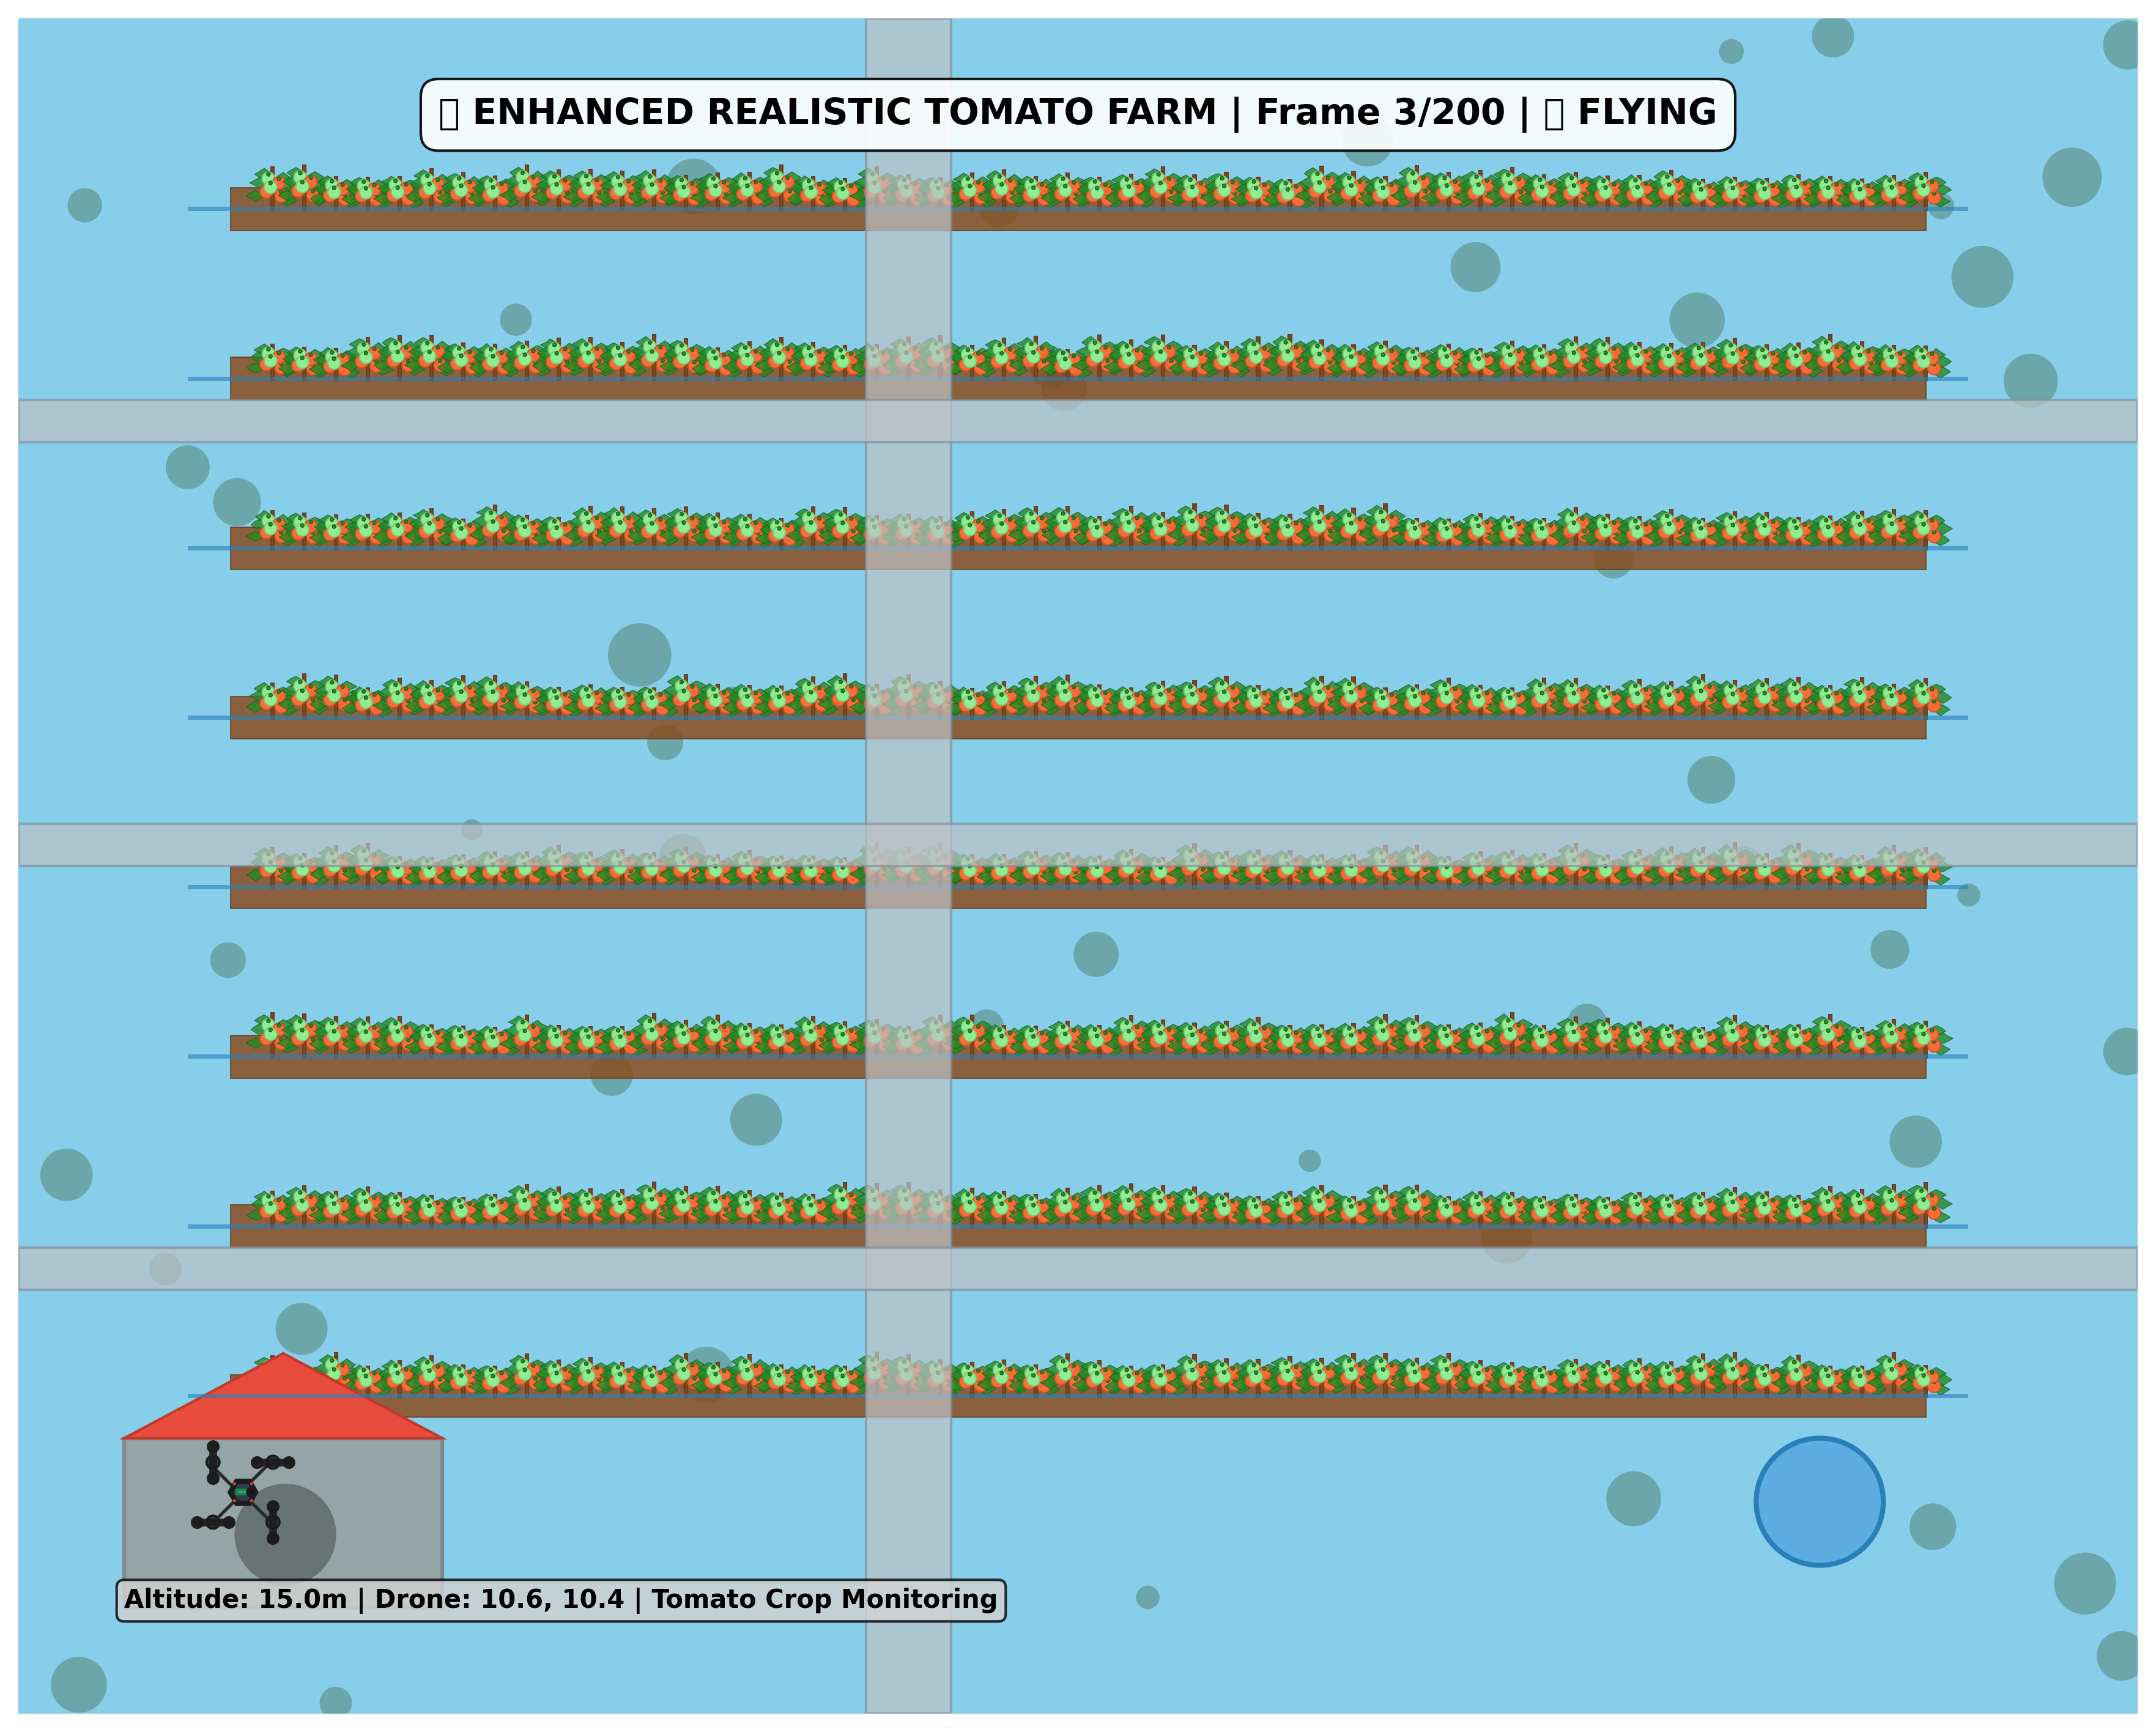 ▯ ENHANCED REALISTIC TOMATO FARM | Frame 3/200 | ▯ FLYING
Altitude: 15.0m | Drone: 10.6, 10.4 | Tomato Crop Monitoring